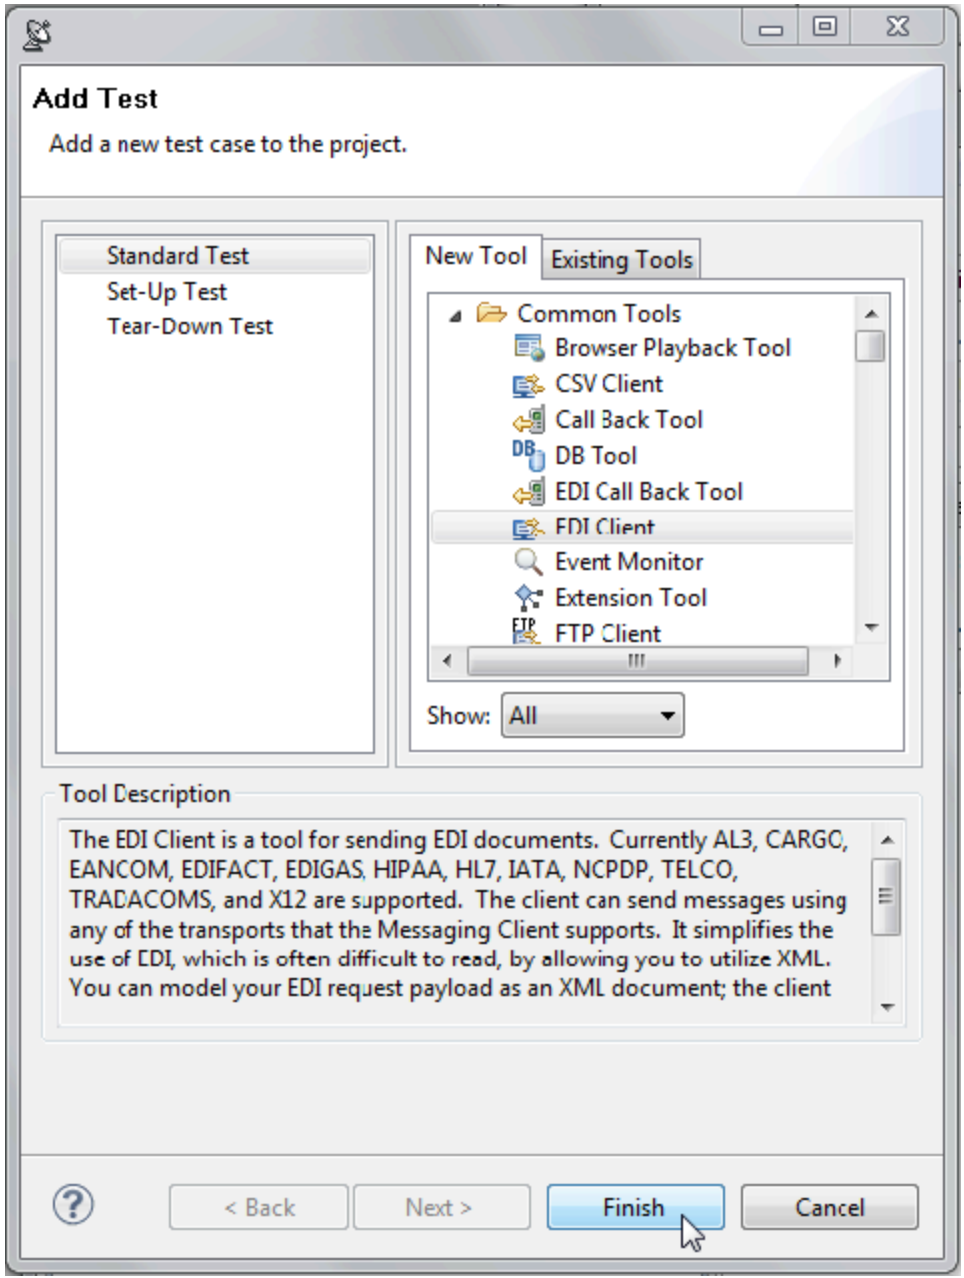 Add Test
Add a new test case to the project.
Standard Test
Set-Up Test
Tear-Down Test
New Tool
Existing Tools
Common Tools
Browser Playback Tool
CSV Client
Call Back Tool
DB DB Tool
EDI Call Back Tool
EDI Client
Event Monitor
Extension Tool
FTP FTP Client
Show: All
Tool Description
The EDI Client is a tool for sending EDI documents. Currently AL3, CARGO,
EANCOM, EDIFACT, EDIGAS, HIPAA, HL7, IATA, NCPDP, TELCO,
TRADACOMS, and X12 are supported. The client can send messages using
any of the transports that the Messaging Client supports. It simplifies the
use of EDI, which is often difficult to read, by allowing you to utilize XML.
You can model your EDI request payload as an XML document; the client
? < Back Next > Finish Cancel